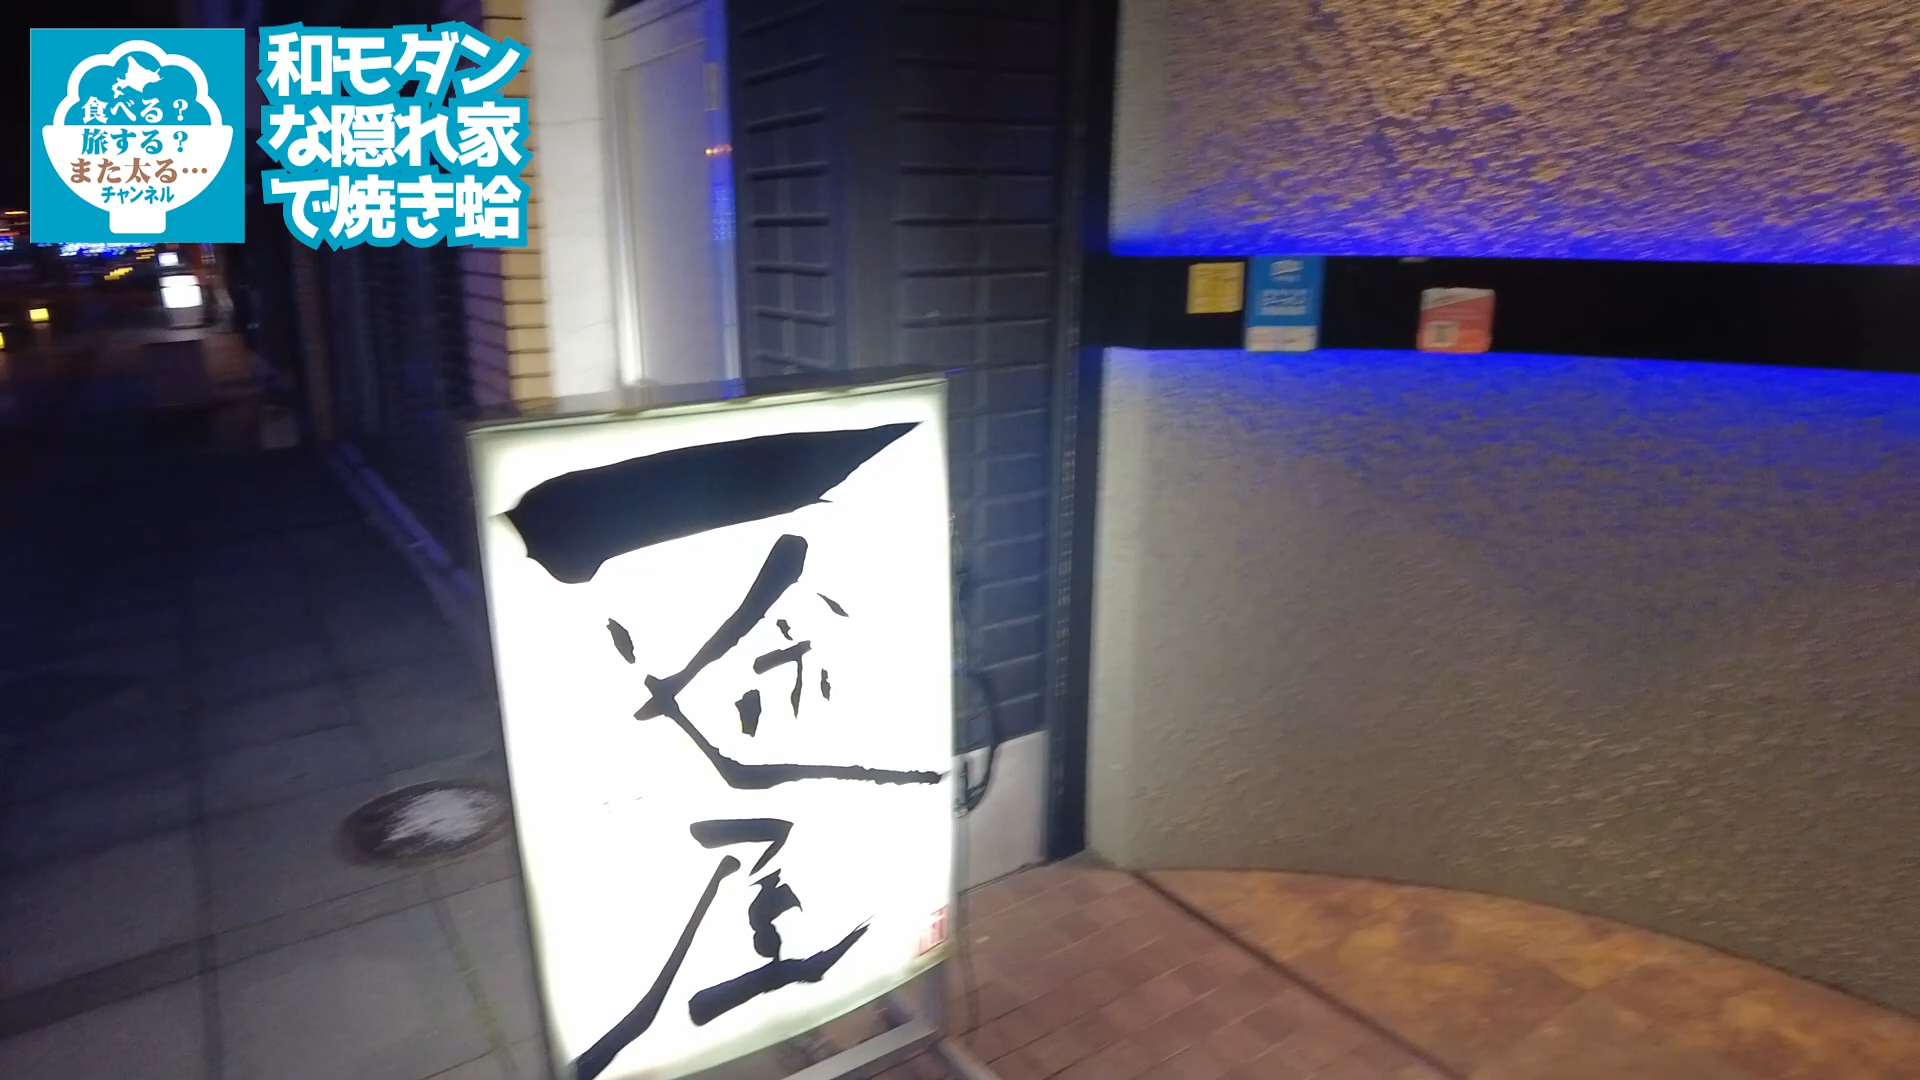 食べる？
旅する？
また太る…
チャンネル
和モダン
な隠れ家
で焼き蛤
一
途
屋